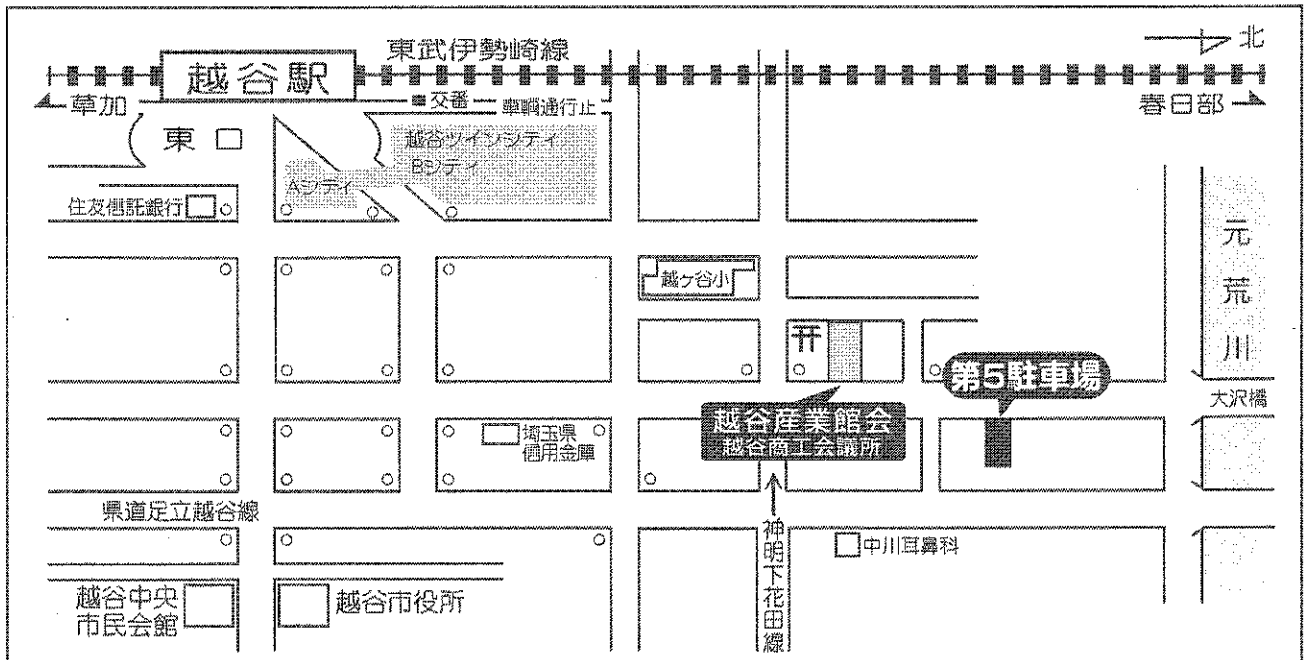 東武伊勢崎線
北
越谷駅
草加
交番
車輌通行止
春日部
東口
越谷ツインシティ
Bシティ
Aシティ
住友信託銀行
元荒川
越ヶ谷小
第5駐車場
大沢橋
越谷産業館会
越谷商工会議所
埼玉県
信用金庫
県道足立越谷線
神明下花田線
中川耳鼻科
越谷中央
市民会館
越谷市役所